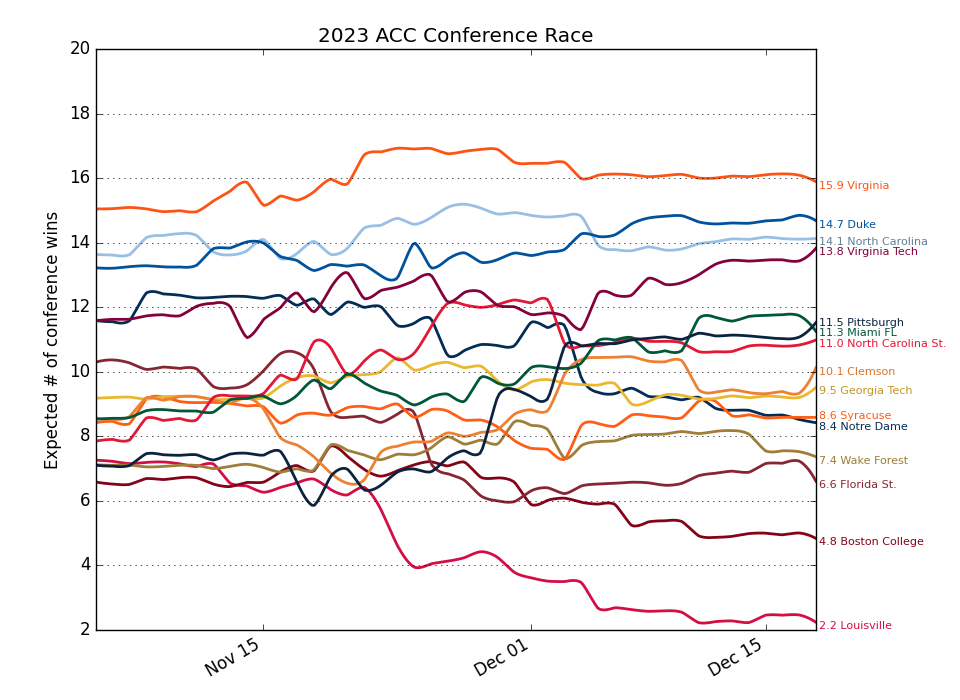 2023 ACC Conference Race
Expected # of conference wins
20
18
16
14
12
10
8
6
4
2
15.9 Virginia
14.7 Duke
14.1 North Carolina
13.8 Virginia Tech
11.5 Pittsburgh
11.3 Miami FL
11.0 North Carolina St.
10.1 Clemson
9.5 Georgia Tech
8.6 Syracuse
8.4 Notre Dame
7.4 Wake Forest
6.6 Florida St.
4.8 Boston College
2.2 Louisville
Nov 15
Dec 01
Dec 15